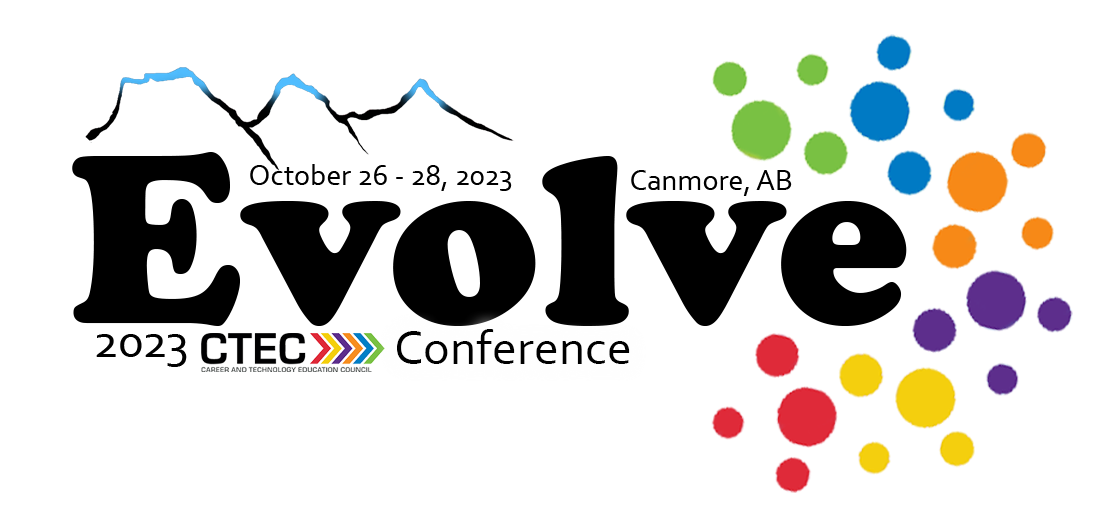 October 26 - 28, 2023
Canmore, AB
Evolve
2023 CTEC Conference
CAREER AND TECHNOLOGY EDUCATION COUNCIL